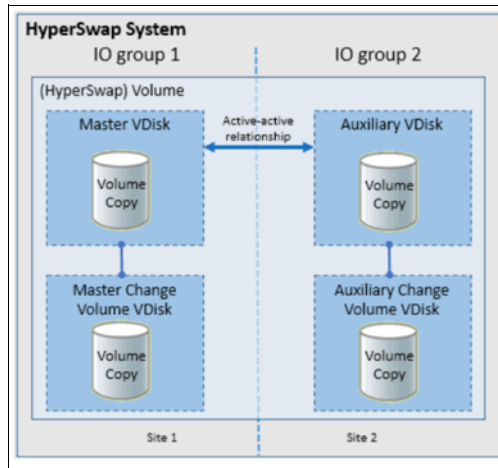 HyperSwap System
IO group 1
IO group 2
(HyperSwap) Volume
Master VDisk
Active-active
relationship
Auxiliary VDisk
Volume
Copy
Volume
Copy
Master Change
Volume VDisk
Auxiliary Change
Volume VDisk
Volume
Copy
Volume
Copy
Site 1
Site 2